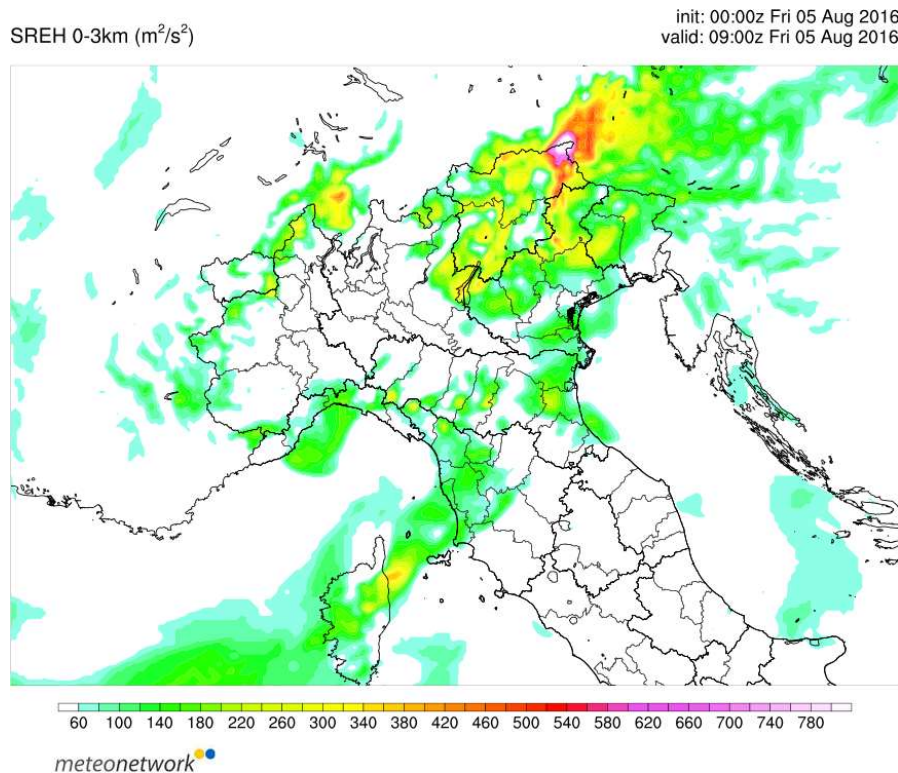 SREH 0-3km (m²/s²)
init: 00:00z Fri 05 Aug 2016
valid: 09:00z Fri 05 Aug 2016
60 100 140 180 220 260 300 340 380 420 460 500 540 580 620 660 700 740 780
meteonetwork